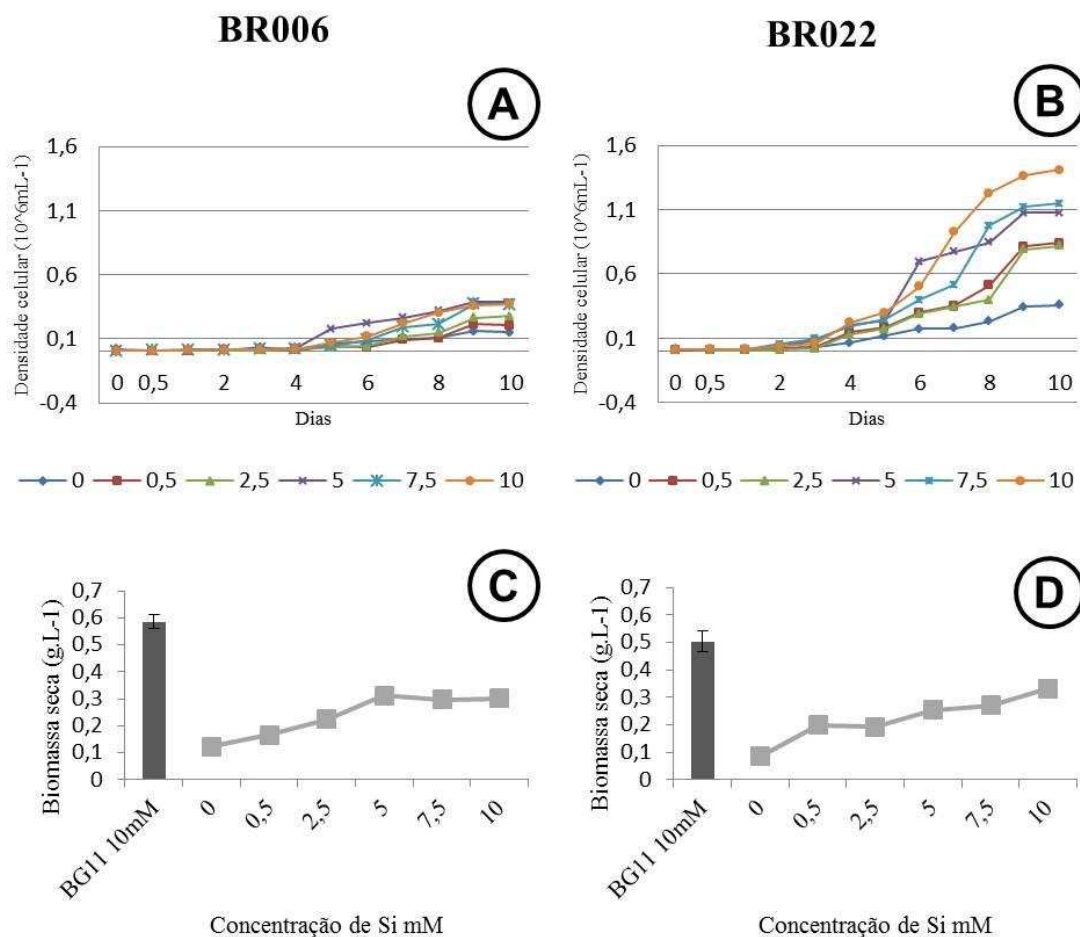 BR006
BR022
A
B
Densidade celular (10^6mL-1)
1,6
1,1
0,6
0,1
-0,4
0 0,5 2 4 6 8 10
Dias
Densidade celular (10^6mL-1)
1,6
1,1
0,6
0,1
-0,4
0 0,5 2 4 6 8 10
Dias
0 0,5 2,5 5 7,5 10
0 0,5 2,5 5 7,5 10
C
D
Biomassa seca (g.L-1)
0,7
0,6
0,5
0,4
0,3
0,2
0,1
0
BG11 10mM 0 0,5 2,5 5 7,5 10
Concentração de Si mM
Biomassa seca (g.L-1)
0,7
0,6
0,5
0,4
0,3
0,2
0,1
0
BG11 10mM 0 0,5 2,5 5 7,5 10
Concentração de Si mM